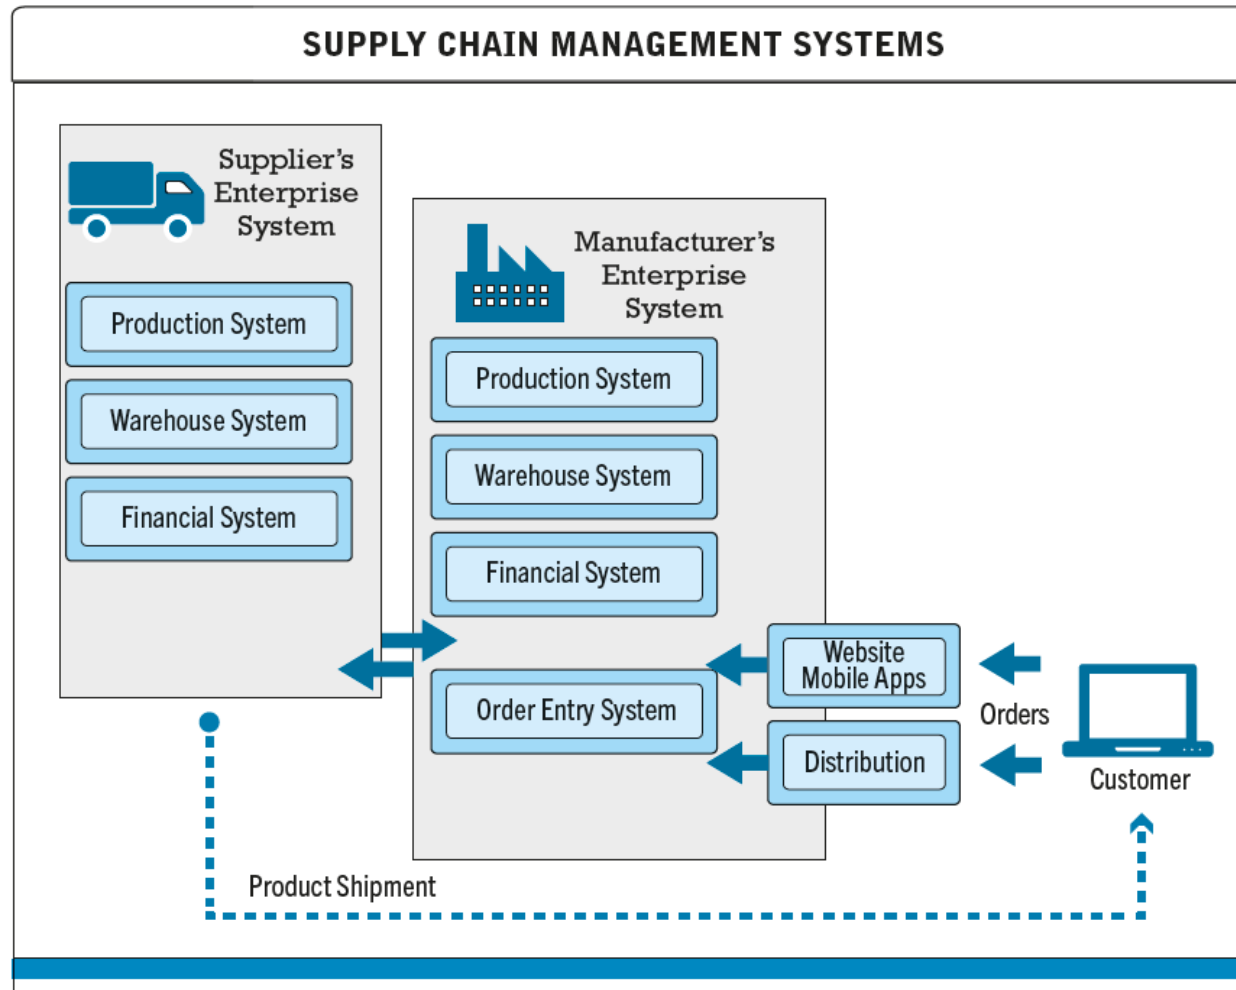 SUPPLY CHAIN MANAGEMENT SYSTEMS
Supplier's
Enterprise
System
Production System
Warehouse System
Financial System
Manufacturer's
Enterprise
System
Production System
Warehouse System
Financial System
Order Entry System
Website
Mobile Apps
Distribution
Orders
Customer
Product Shipment